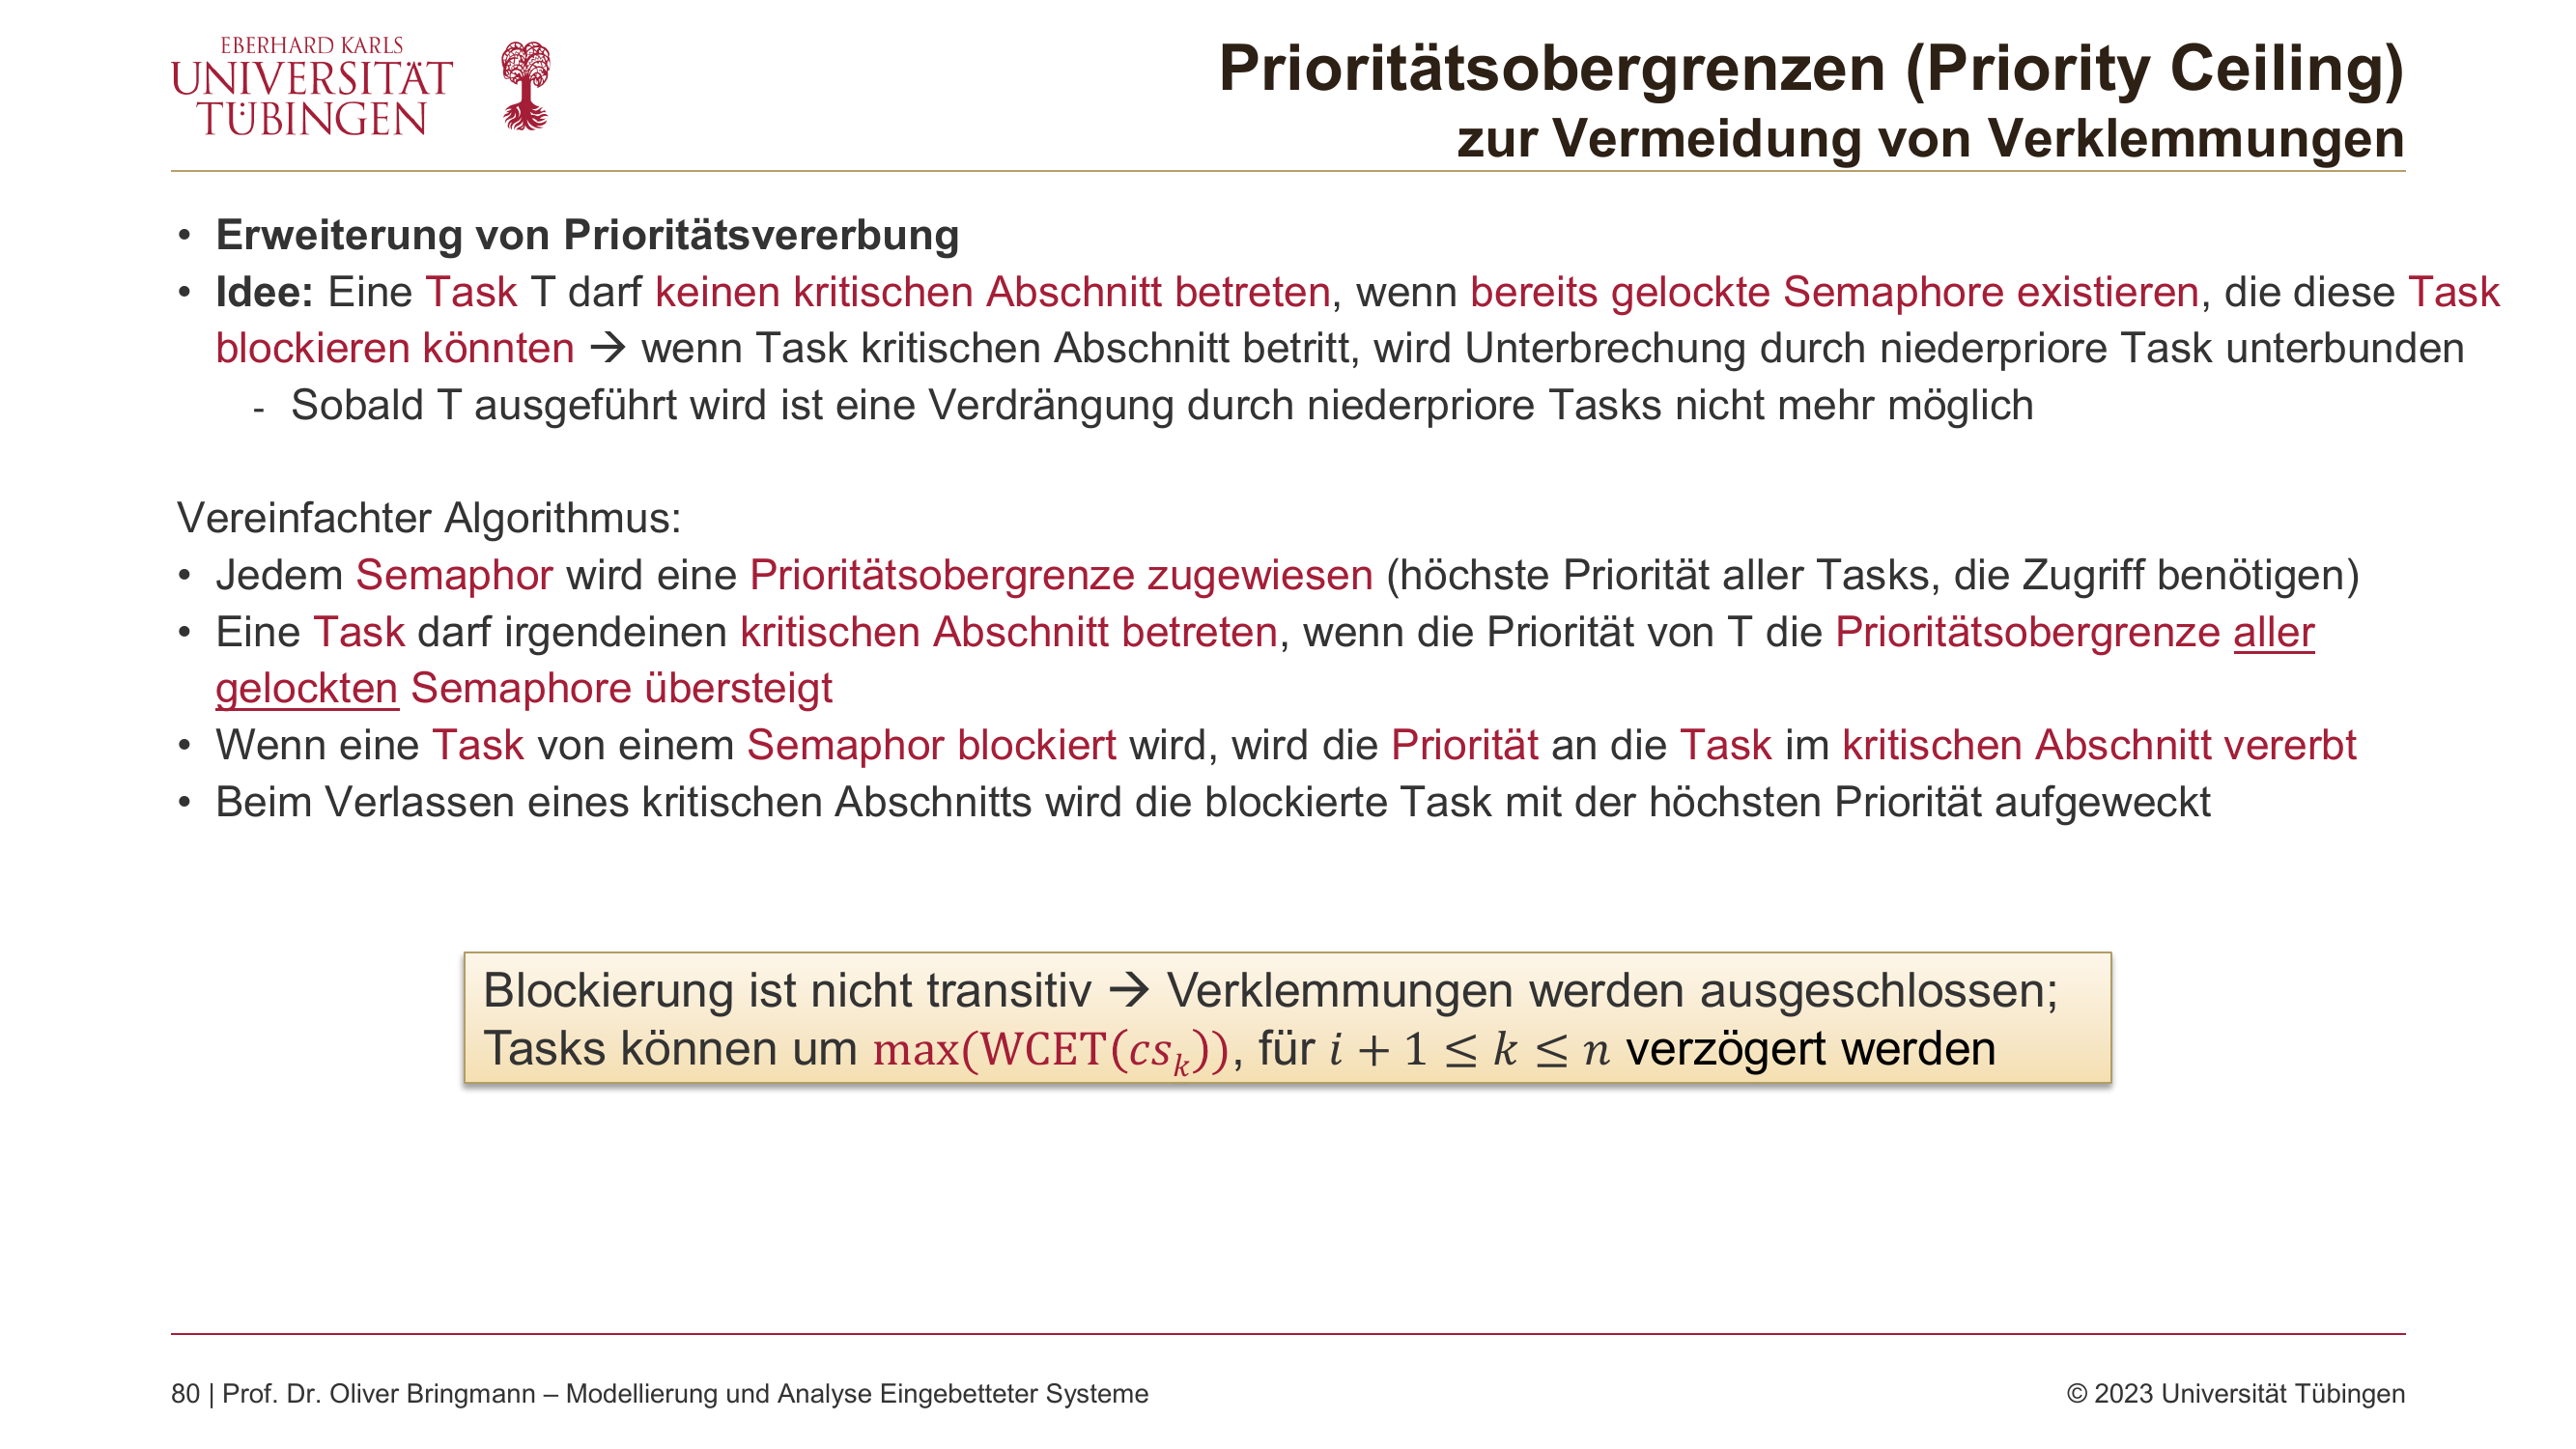 EBERHARD KARLS
UNIVERSITÄT
TÜBINGEN
Prioritätsobergrenzen (Priority Ceiling)
zur Vermeidung von Verklemmungen
• Erweiterung von Prioritätsvererbung
• Idee: Eine Task T darf keinen kritischen Abschnitt betreten, wenn bereits gelockte Semaphore existieren, die diese Task
blockieren könnten → wenn Task kritischen Abschnitt betritt, wird Unterbrechung durch niederpriore Task unterbunden
- Sobald T ausgeführt wird ist eine Verdrängung durch niederpriore Tasks nicht mehr möglich
Vereinfachter Algorithmus:
• Jedem Semaphor wird eine Prioritätsobergrenze zugewiesen (höchste Priorität aller Tasks, die Zugriff benötigen)
• Eine Task darf irgendeinen kritischen Abschnitt betreten, wenn die Priorität von T die Prioritätsobergrenze aller
gelockten Semaphore übersteigt
• Wenn eine Task von einem Semaphor blockiert wird, wird die Priorität an die Task im kritischen Abschnitt vererbt
• Beim Verlassen eines kritischen Abschnitts wird die blockierte Task mit der höchsten Priorität aufgeweckt
Blockierung ist nicht transitiv → Verklemmungen werden ausgeschlossen;
Tasks können um max(WCET(cs_k)), für i + 1 ≤ k ≤ n verzögert werden
80 | Prof. Dr. Oliver Bringmann – Modellierung und Analyse Eingebetteter Systeme
© 2023 Universität Tübingen